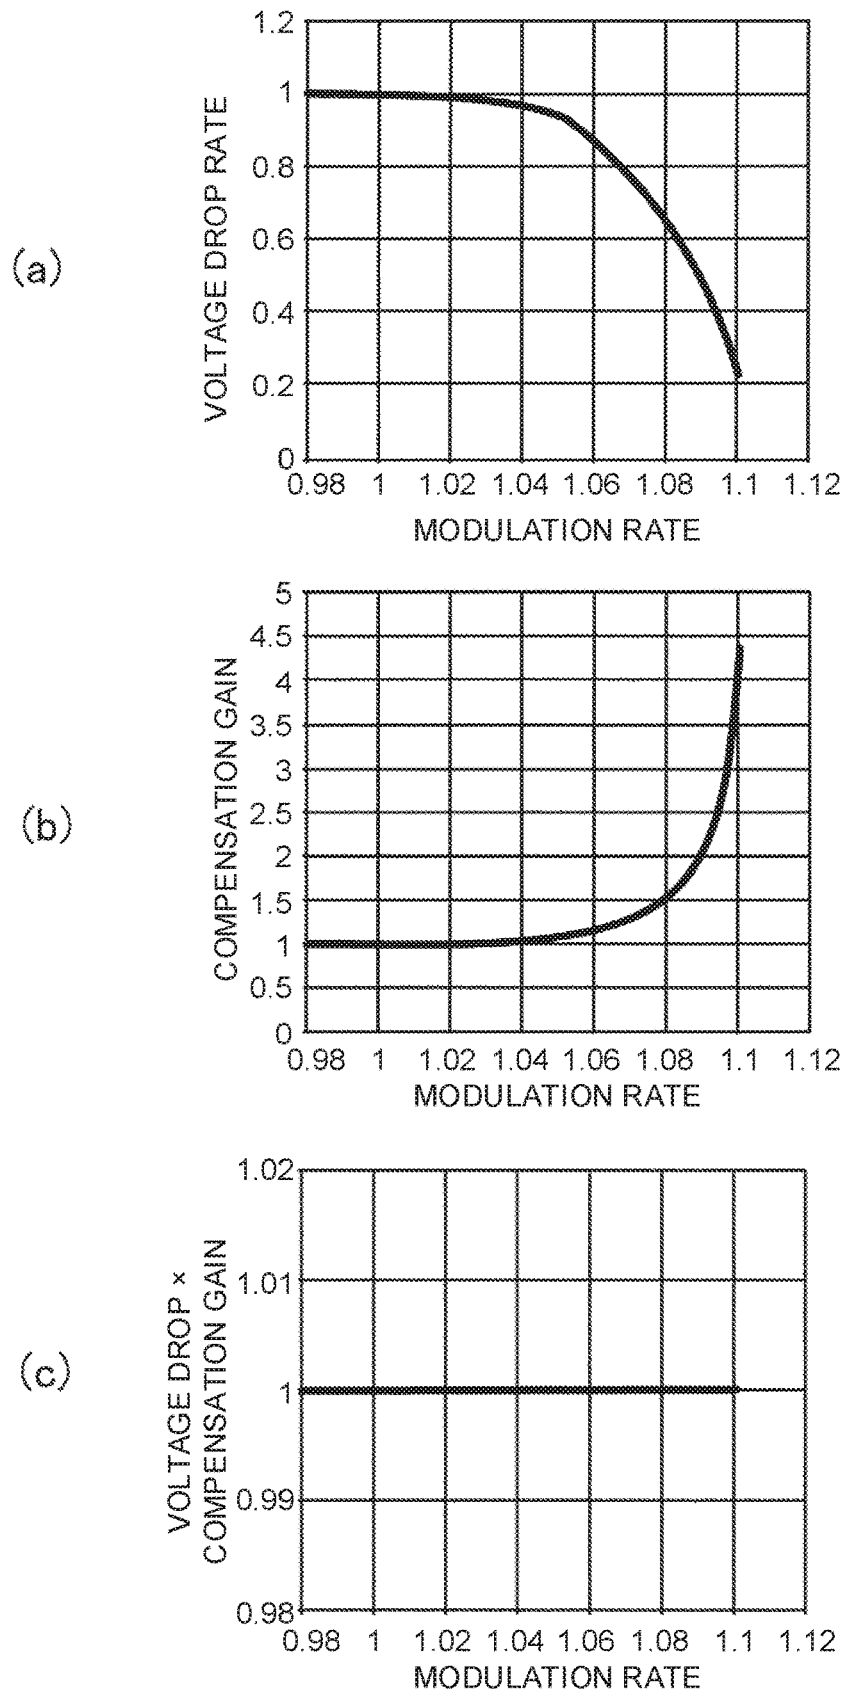 (a)
VOLTAGE DROP RATE
1.2
1
0.8
0.6
0.4
0.2
0
0.98 1 1.02 1.04 1.06 1.08 1.1 1.12
MODULATION RATE
(b)
COMPENSATION GAIN
5
4.5
4
3.5
3
2.5
2
1.5
1
0.5
0
0.98 1 1.02 1.04 1.06 1.08 1.1 1.12
MODULATION RATE
(c)
VOLTAGE DROP ×
COMPENSATION GAIN
1.02
1.01
1
0.99
0.98
0.98 1 1.02 1.04 1.06 1.08 1.1 1.12
MODULATION RATE